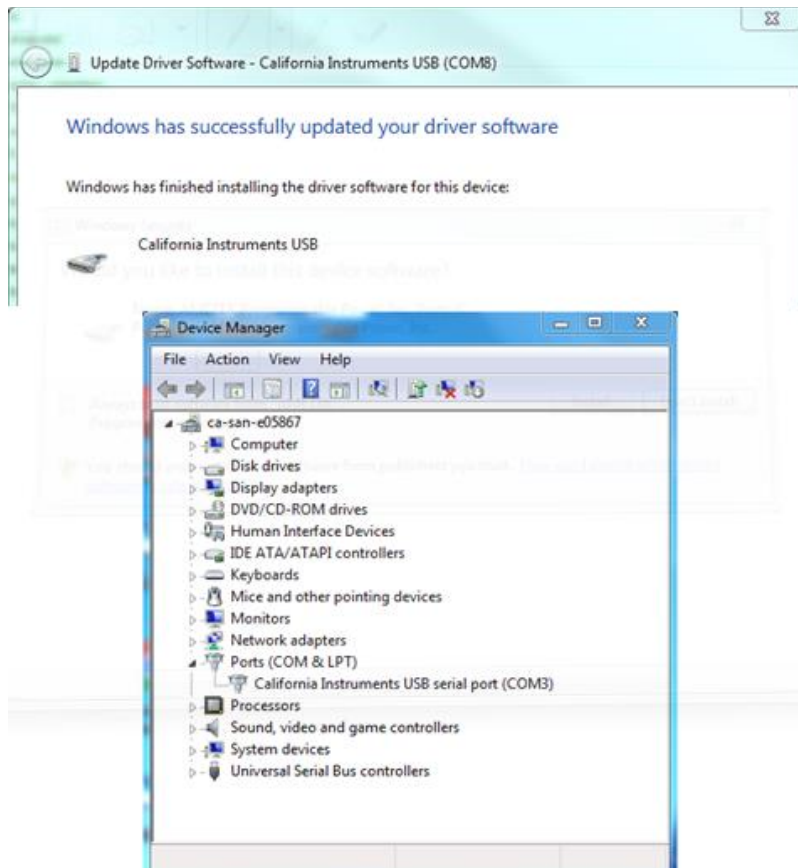 Update Driver Software - California Instruments USB (COM8)
Windows has successfully updated your driver software
Windows has finished installing the driver software for this device:
California Instruments USB
Device Manager
File Action View Help
ca-san-e05867
Computer
Disk drives
Display adapters
DVD/CD-ROM drives
Human Interface Devices
IDE ATA/ATAPI controllers
Keyboards
Mice and other pointing devices
Monitors
Network adapters
Ports (COM & LPT)
California Instruments USB serial port (COM3)
Processors
Sound, video and game controllers
System devices
Universal Serial Bus controllers